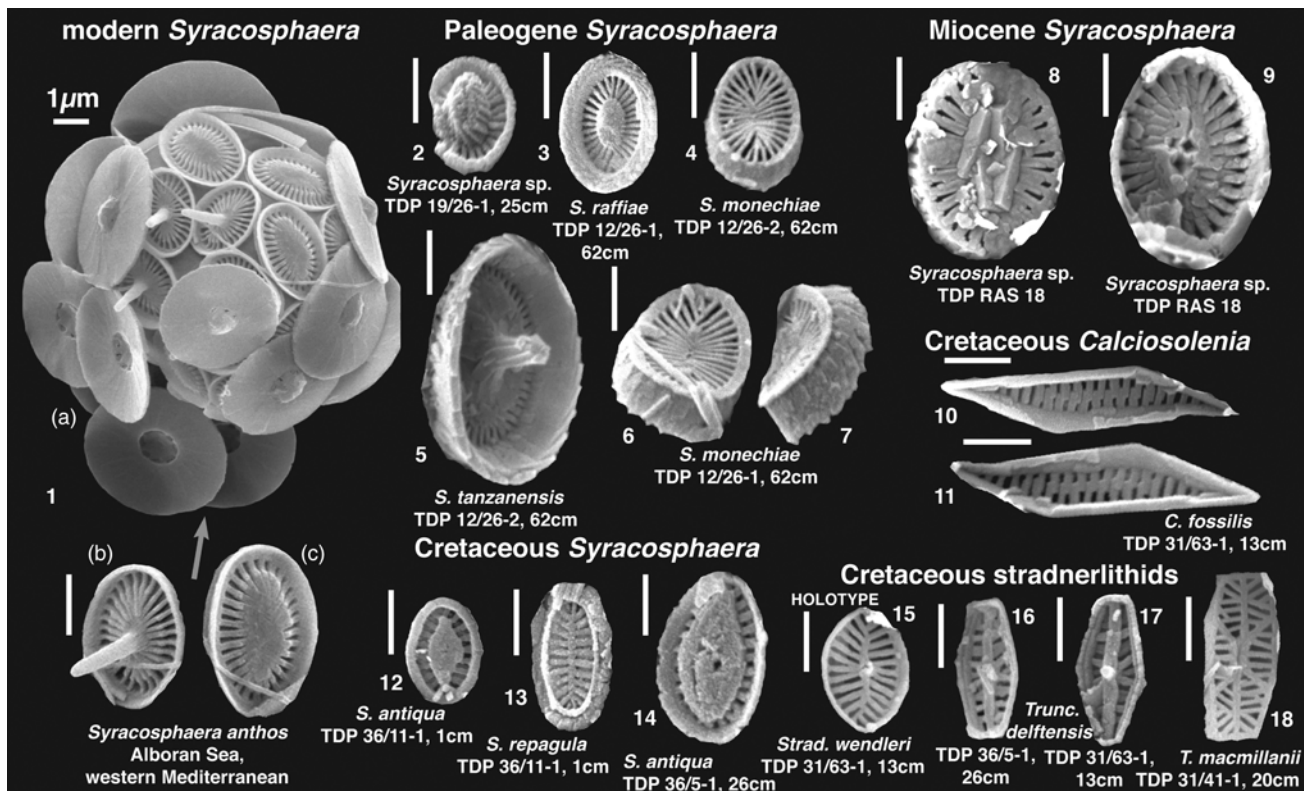 modern Syracosphaera
1µm
(a)
1
(b)
(c)
Syracosphaera anthos
Alboran Sea,
western Mediterranean
Paleogene Syracosphaera
2
Syracosphaera sp.
TDP 19/26-1, 25cm
3
S. raffiae
TDP 12/26-1,
62cm
4
S. monechiae
TDP 12/26-2, 62cm
5
S. tanzanensis
TDP 12/26-2, 62cm
6
7
S. monechiae
TDP 12/26-1, 62cm
Miocene Syracosphaera
8
Syracosphaera sp.
TDP RAS 18
9
Syracosphaera sp.
TDP RAS 18
Cretaceous Calciosolenia
10
11
C. fossilis
TDP 31/63-1, 13cm
Cretaceous Syracosphaera
12
S. antiqua
TDP 36/11-1, 1cm
13
S. repagula
TDP 36/11-1, 1cm
14
S. antiqua
TDP 36/5-1, 26cm
Cretaceous stradnerlithids
HOLOTYPE
15
Strad. wendleri
TDP 31/63-1, 13cm
16
17
Trunc.
delftensis
TDP 36/5-1,
26cm
TDP 31/63-1,
13cm
18
T. macmillanii
TDP 31/41-1, 20cm